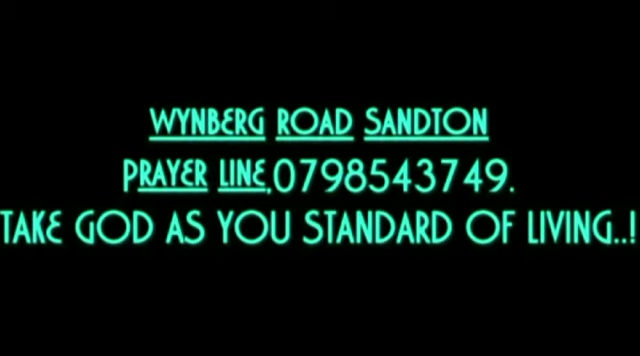 WYNBERG ROAD SANDTON
PRAYER LINE,0798543749.
TAKE GOD AS YOU STANDARD OF LIVING..!